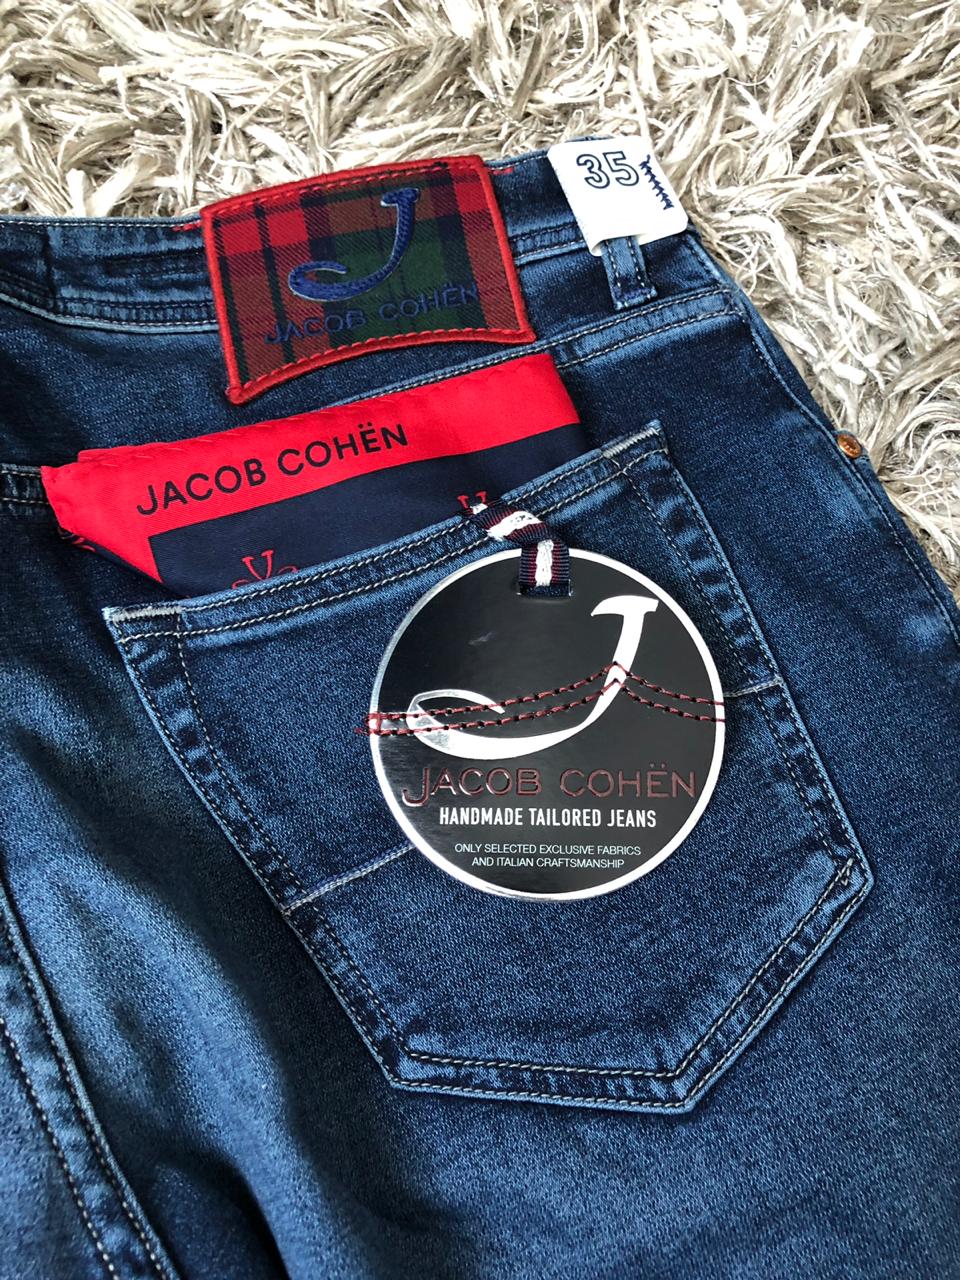 35
J
JACOB COHËN
JACOB COHËN
J
JACOB COHËN
HANDMADE TAILORED JEANS
ONLY SELECTED EXCLUSIVE FABRICS
AND ITALIAN CRAFTSMANSHIP